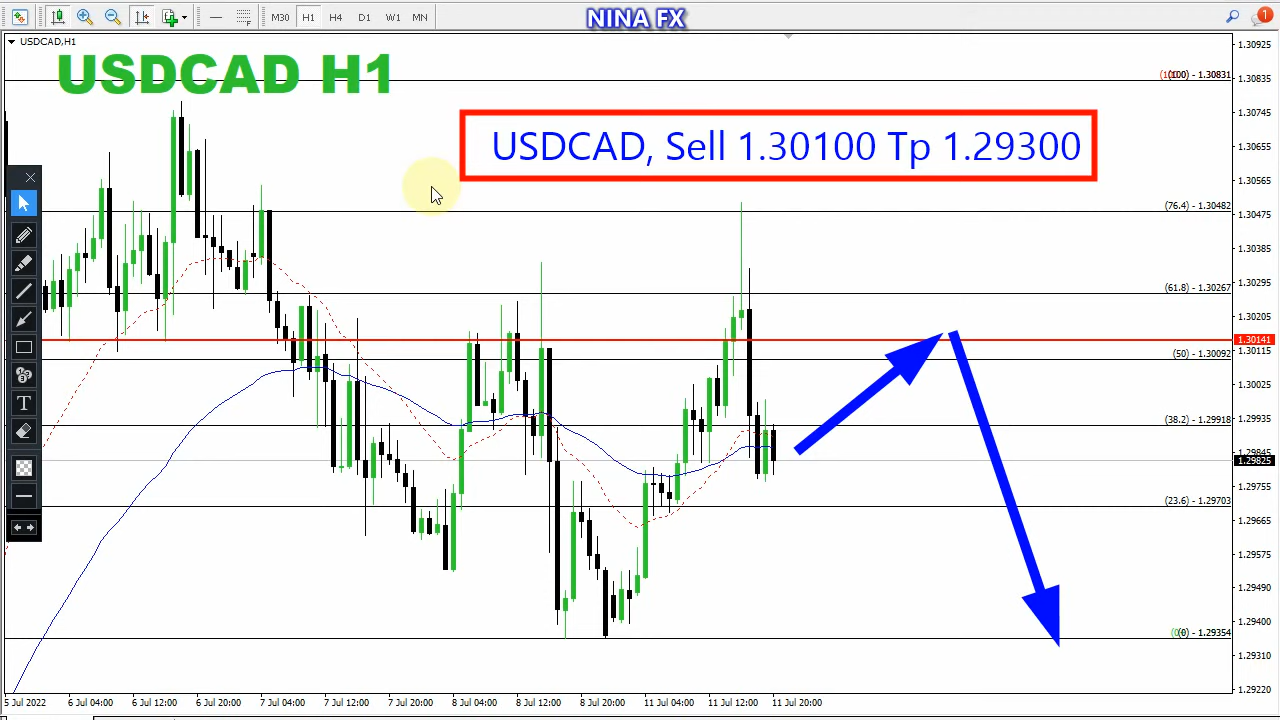 M30 H1 H4 D1 W1 MN
NINA FX
1
USDCAD,H1
USDCAD H1
USDCAD, Sell 1.30100 Tp 1.29300
1.30925
(100) - 1.30831
1.30835
1.30745
1.30655
1.30565
(76.4) - 1.30482
1.30475
1.30385
1.30295
(61.8) - 1.30267
1.30205
1.30141
1.30115
(50) - 1.30092
1.30025
(38.2) - 1.29918
1.29935
1.29845
1.29825
1.29755
(23.6) - 1.29703
1.29665
1.29555
1.29490
1.29400
(0) - 1.29354
1.29310
1.29220
T
5 Jul 2022 6 Jul 04:00 6 Jul 12:00 6 Jul 20:00 7 Jul 04:00 7 Jul 12:00 7 Jul 20:00 8 Jul 04:00 8 Jul 12:00 8 Jul 20:00 11 Jul 04:00 11 Jul 12:00 11 Jul 20:00